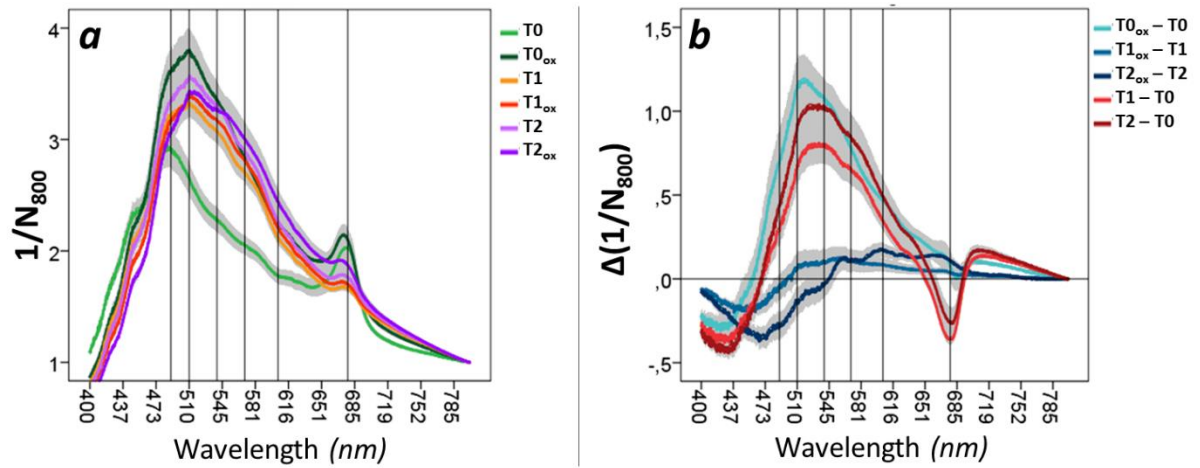 a
4
3
2
1
1/N₈₀₀
400
437
473
510
545
581
616
651
685
719
752
785
Wavelength (nm)
T0
T0ₒₓ
T1
T1ₒₓ
T2
T2ₒₓ
b
1,5
1,0
,5
,0
-,5
Δ(1/N₈₀₀)
400
437
473
510
545
581
616
651
685
719
752
785
Wavelength (nm)
T0ₒₓ – T0
T1ₒₓ – T1
T2ₒₓ – T2
T1 – T0
T2 – T0